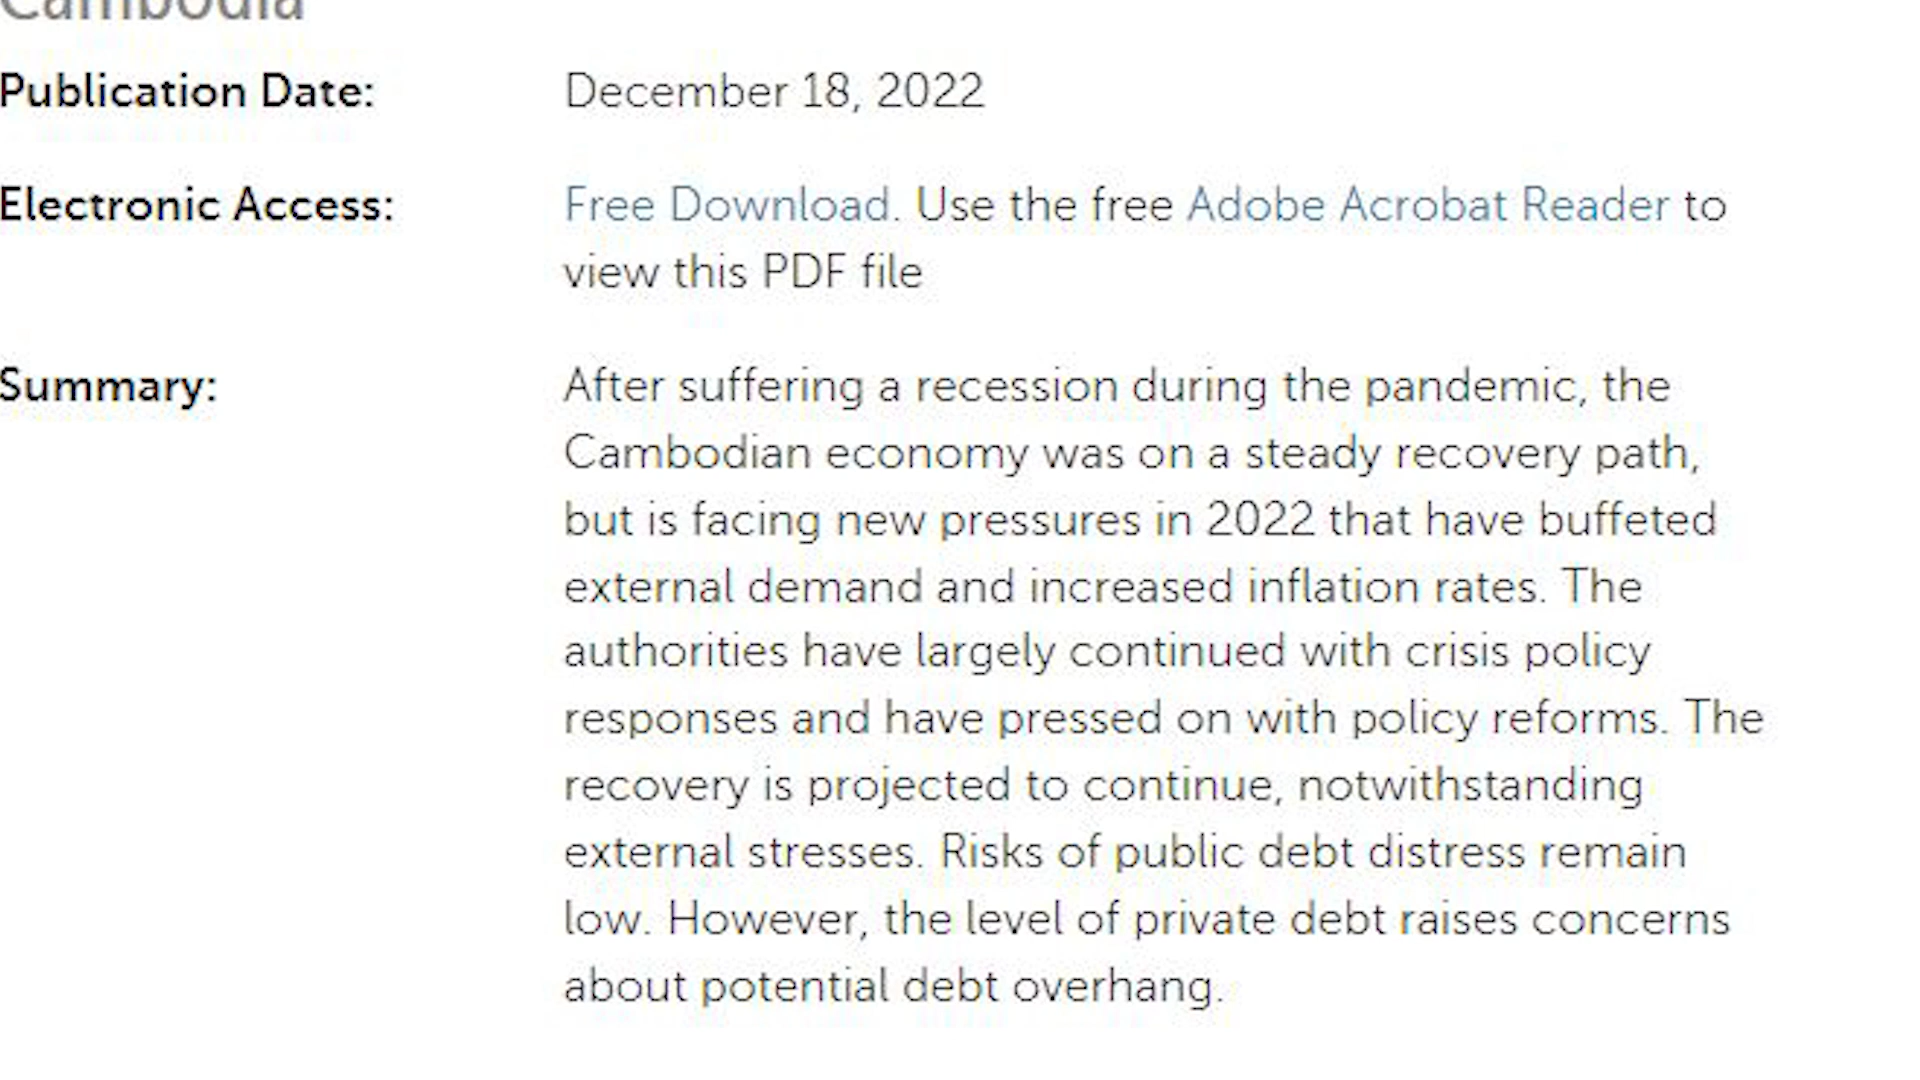 Cambodia
Publication Date: December 18, 2022
Electronic Access: Free Download. Use the free Adobe Acrobat Reader to
view this PDF file
Summary: After suffering a recession during the pandemic, the
Cambodian economy was on a steady recovery path,
but is facing new pressures in 2022 that have buffeted
external demand and increased inflation rates. The
authorities have largely continued with crisis policy
responses and have pressed on with policy reforms. The
recovery is projected to continue, notwithstanding
external stresses. Risks of public debt distress remain
low. However, the level of private debt raises concerns
about potential debt overhang.